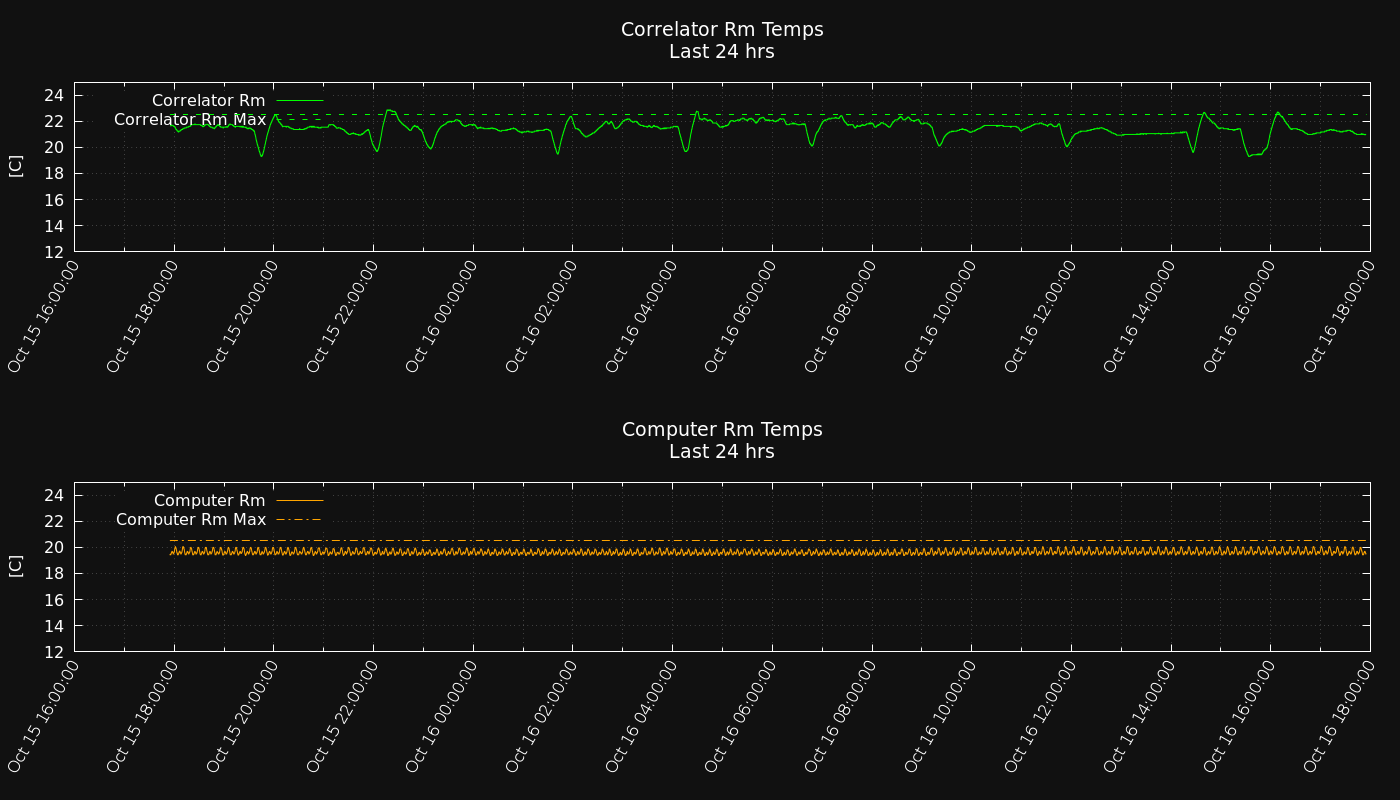 Correlator Rm Temps
Last 24 hrs
Correlator Rm
Correlator Rm Max
[C]
24
22
20
18
16
14
12
Oct 15 16:00:00
Oct 15 18:00:00
Oct 15 20:00:00
Oct 15 22:00:00
Oct 16 00:00:00
Oct 16 02:00:00
Oct 16 04:00:00
Oct 16 06:00:00
Oct 16 08:00:00
Oct 16 10:00:00
Oct 16 12:00:00
Oct 16 14:00:00
Oct 16 16:00:00
Oct 16 18:00:00
Computer Rm Temps
Last 24 hrs
Computer Rm
Computer Rm Max
[C]
24
22
20
18
16
14
12
Oct 15 16:00:00
Oct 15 18:00:00
Oct 15 20:00:00
Oct 15 22:00:00
Oct 16 00:00:00
Oct 16 02:00:00
Oct 16 04:00:00
Oct 16 06:00:00
Oct 16 08:00:00
Oct 16 10:00:00
Oct 16 12:00:00
Oct 16 14:00:00
Oct 16 16:00:00
Oct 16 18:00:00